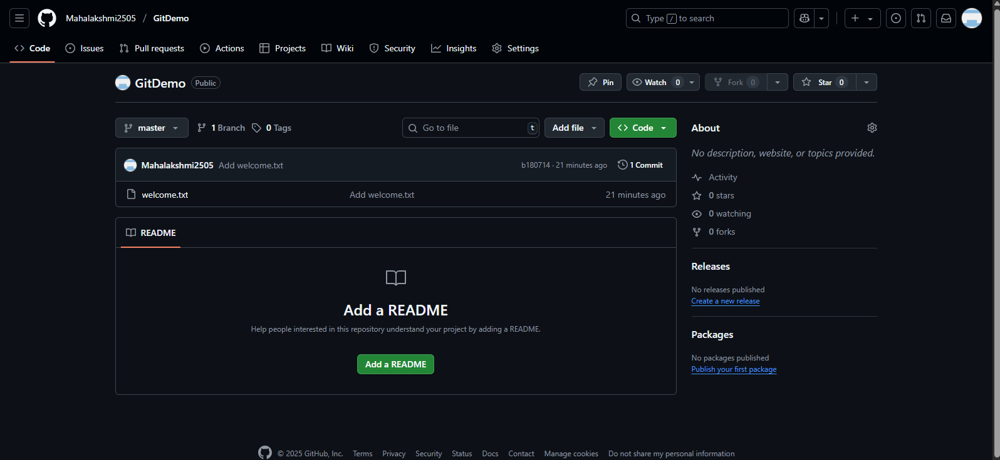 Mahalakshmi2505 / GitDemo
Type / to search
Code Issues Pull requests Actions Projects Wiki Security Insights Settings
GitDemo Public
Pin Watch 0 Fork 0 Star 0
master 1 Branch 0 Tags Go to file t Add file Code
Mahalakshmi2505 Add welcome.txt b180714 · 21 minutes ago 1 Commit
welcome.txt Add welcome.txt 21 minutes ago
README
Add a README
Help people interested in this repository understand your project by adding a README.
Add a README
About
No description, website, or topics provided.
Activity
0 stars
0 watching
0 forks
Releases
No releases published
Create a new release
Packages
No packages published
Publish your first package
© 2025 GitHub, Inc. Terms Privacy Security Status Docs Contact Manage cookies Do not share my personal information